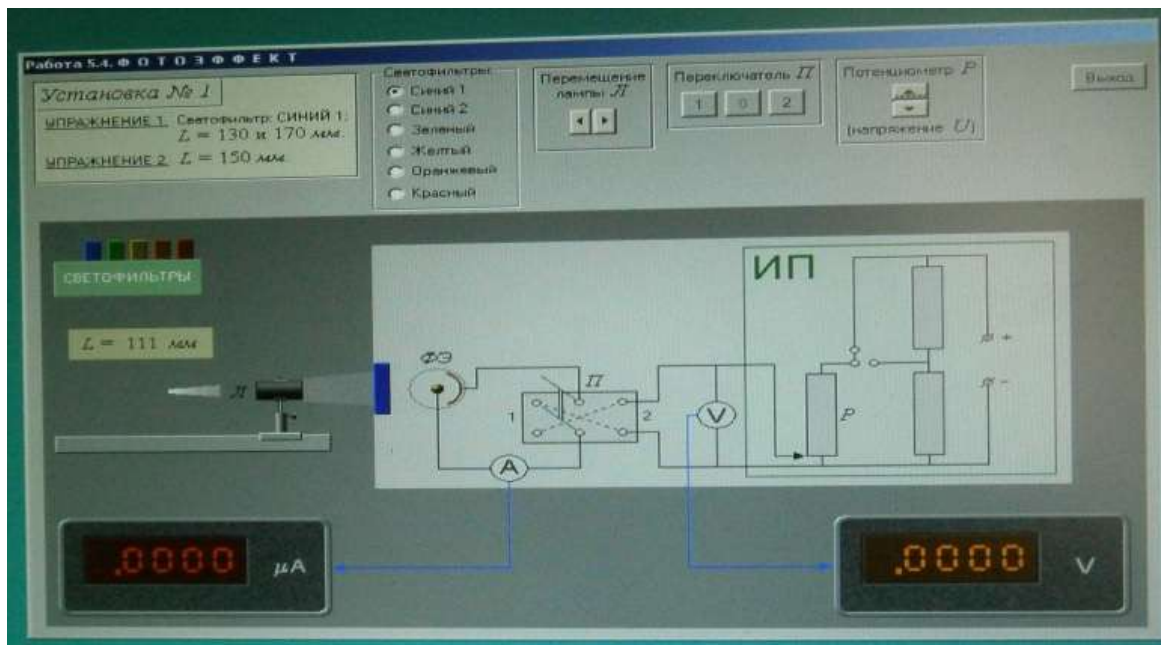 Работа 5.4. Ф О Т О Э Ф Ф Е К Т
Установка № 1
УПРАЖНЕНИЕ 1. Светофильтр: СИНИЙ 1;
L = 130 и 170 мм.
УПРАЖНЕНИЕ 2. L = 150 мм.
Светофильтры:
Синий 1
Синий 2
Зеленый
Желтый
Оранжевый
Красный
Перемещение
лампы Л
Переключатель П
1 0 2
Потенциометр P
(напряжение U)
Выход
СВЕТОФИЛЬТРЫ
L = 111 мм
Л
ФЭ
П
1
2
A
V
ИП
P
+
-
.0000 μA
.0000 V